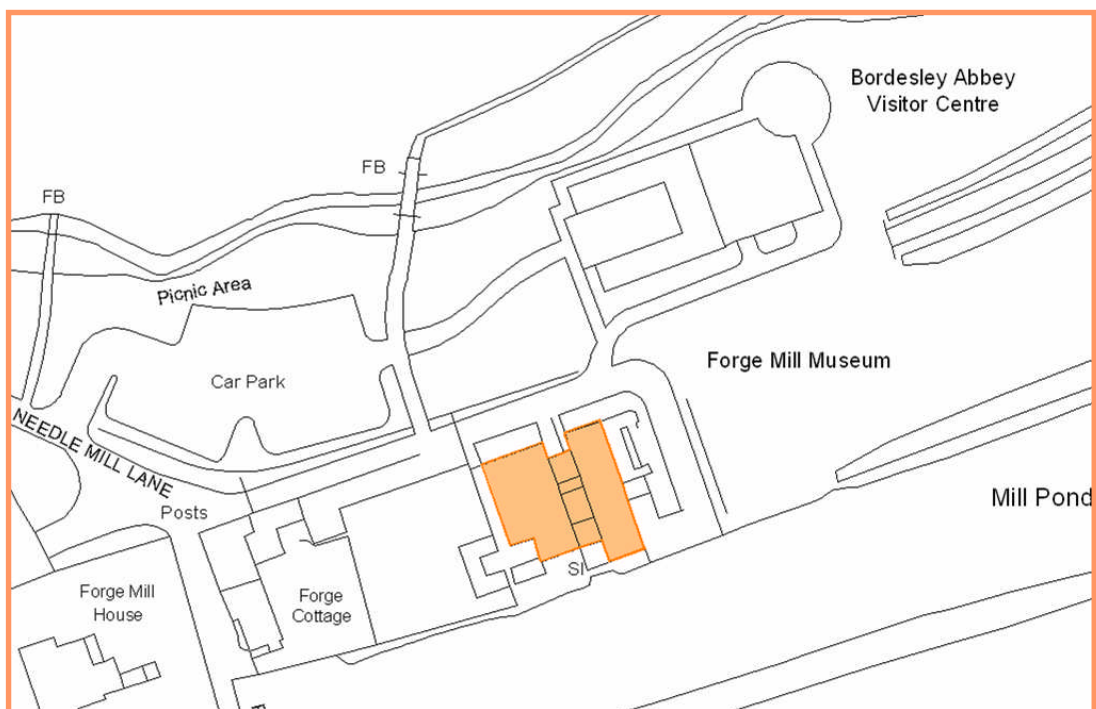 Bordesley Abbey
Visitor Centre
FB
FB
Picnic Area
Car Park
Forge Mill Museum
NEEDLE MILL LANE
Mill Pond
Posts
Sl
Forge Mill
House
Forge
Cottage